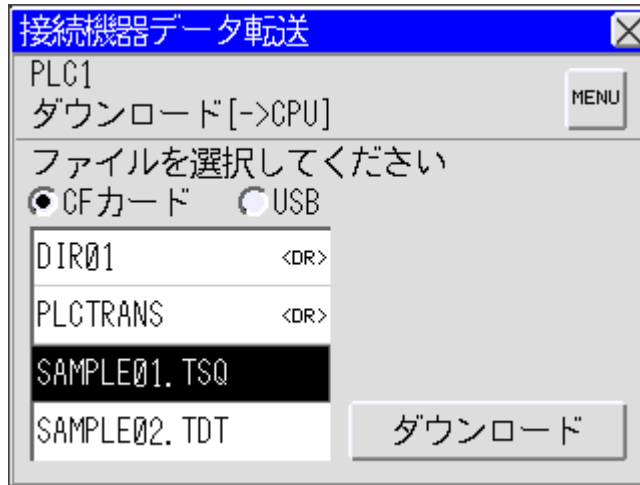 接続機器データ転送
PLC1
ダウンロード[->CPU]
MENU
ファイルを選択してください
CFカード USB
DIR01 <DR>
PLCTRANS <DR>
SAMPLE01.TSQ
SAMPLE02.TDT
ダウンロード